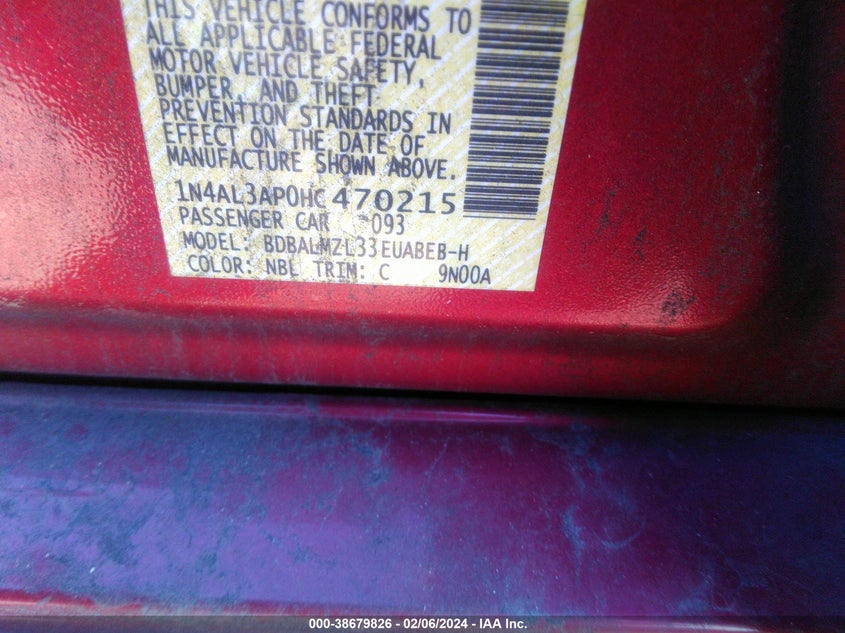 THIS VEHICLE CONFORMS TO
ALL APPLICABLE FEDERAL
MOTOR VEHICLE SAFETY,
BUMPER, AND THEFT
PREVENTION STANDARDS IN
EFFECT ON THE DATE OF
MANUFACTURE SHOWN ABOVE.
1N4AL3AP0HC470215
PASSENGER CAR *093
MODEL: BDBALMZ-L33EUABEB-H
COLOR: NBL TRIM: C 9N00A
000-38679826 - 02/06/2024 - IAA Inc.